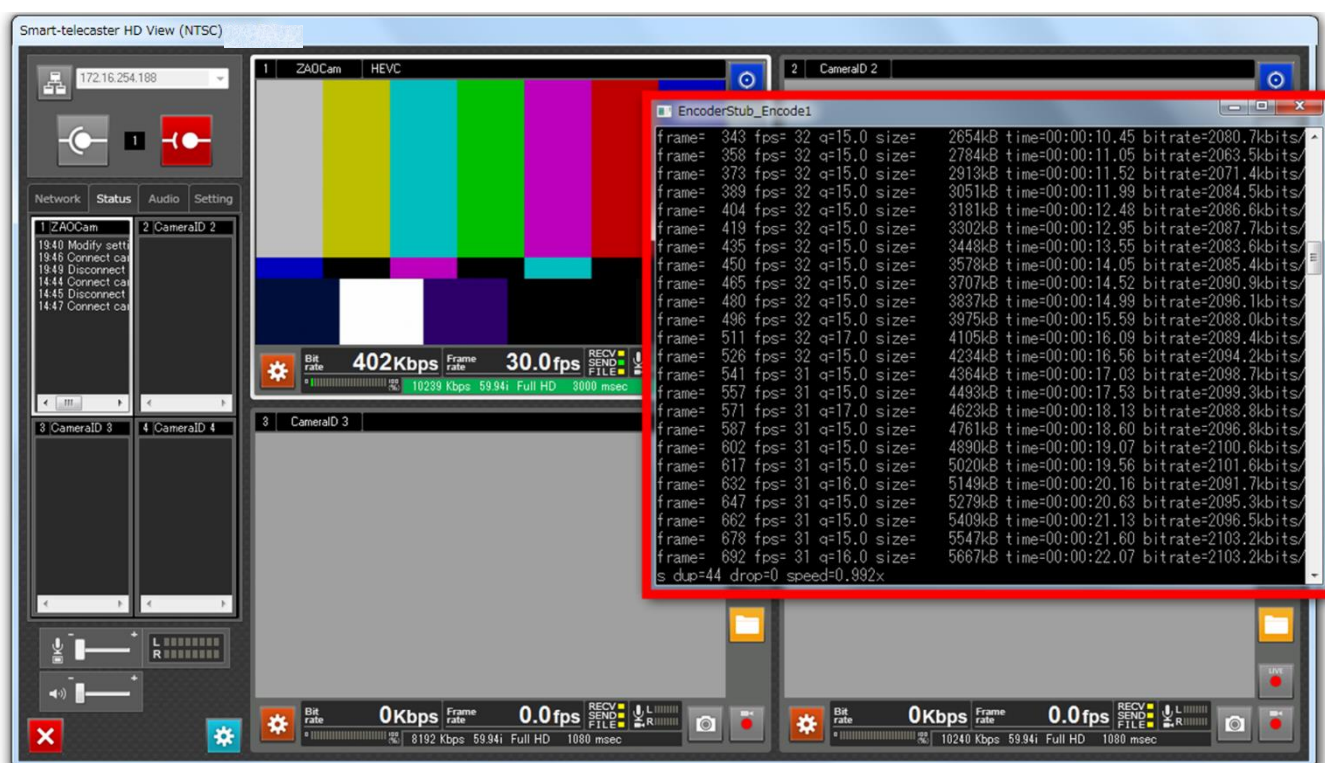 Smart-telecaster HD View (NTSC)
172.16.254.188
1
Network Status Audio Setting
1 ZAOCam
19:40 Modify setti
19:46 Connect cai
19:49 Disconnect
14:44 Connect cai
14:45 Disconnect
14:47 Connect cai
2 CameraID 2
3 CameraID 3
4 CameraID 4
L
R
1 ZAOCam HEVC
Bit rate 402Kbps Frame rate 30.0fps RECV SEND FILE
10239 Kbps 59.94i Full HD 3000 msec
2 CameraID 2
EncoderStub_Encode1
frame= 343 fps= 32 q=15.0 size= 2654kB time=00:00:10.45 bitrate=2080.7kbits/
frame= 358 fps= 32 q=15.0 size= 2784kB time=00:00:11.05 bitrate=2063.5kbits/
frame= 373 fps= 32 q=15.0 size= 2913kB time=00:00:11.52 bitrate=2071.4kbits/
frame= 389 fps= 32 q=15.0 size= 3051kB time=00:00:11.99 bitrate=2084.5kbits/
frame= 404 fps= 32 q=15.0 size= 3181kB time=00:00:12.48 bitrate=2086.6kbits/
frame= 419 fps= 32 q=15.0 size= 3302kB time=00:00:12.95 bitrate=2087.7kbits/
frame= 435 fps= 32 q=15.0 size= 3448kB time=00:00:13.55 bitrate=2083.6kbits/
frame= 450 fps= 32 q=15.0 size= 3578kB time=00:00:14.05 bitrate=2085.4kbits/
frame= 465 fps= 32 q=15.0 size= 3707kB time=00:00:14.52 bitrate=2090.9kbits/
frame= 480 fps= 32 q=15.0 size= 3837kB time=00:00:14.99 bitrate=2096.1kbits/
frame= 496 fps= 32 q=15.0 size= 3975kB time=00:00:15.59 bitrate=2088.0kbits/
frame= 511 fps= 32 q=17.0 size= 4105kB time=00:00:16.09 bitrate=2089.4kbits/
frame= 526 fps= 32 q=15.0 size= 4234kB time=00:00:16.56 bitrate=2094.2kbits/
frame= 541 fps= 31 q=15.0 size= 4364kB time=00:00:17.03 bitrate=2098.7kbits/
frame= 557 fps= 31 q=15.0 size= 4493kB time=00:00:17.53 bitrate=2099.3kbits/
frame= 571 fps= 31 q=17.0 size= 4623kB time=00:00:18.13 bitrate=2088.8kbits/
frame= 587 fps= 31 q=15.0 size= 4761kB time=00:00:18.60 bitrate=2096.8kbits/
frame= 602 fps= 31 q=15.0 size= 4890kB time=00:00:19.07 bitrate=2100.6kbits/
frame= 617 fps= 31 q=15.0 size= 5020kB time=00:00:19.56 bitrate=2101.6kbits/
frame= 632 fps= 31 q=16.0 size= 5149kB time=00:00:20.16 bitrate=2091.7kbits/
frame= 647 fps= 31 q=15.0 size= 5279kB time=00:00:20.63 bitrate=2095.3kbits/
frame= 662 fps= 31 q=15.0 size= 5409kB time=00:00:21.13 bitrate=2096.5kbits/
frame= 678 fps= 31 q=15.0 size= 5547kB time=00:00:21.60 bitrate=2103.2kbits/
frame= 692 fps= 31 q=16.0 size= 5667kB time=00:00:22.07 bitrate=2103.2kbits/
s dup=44 drop=0 speed=0.992x
3 CameraID 3
Bit rate 0Kbps Frame rate 0.0fps RECV SEND FILE L R
8192 Kbps 59.94i Full HD 1080 msec
LIVE
Bit rate 0Kbps Frame rate 0.0fps RECV SEND FILE L R
10240 Kbps 59.94i Full HD 1080 msec